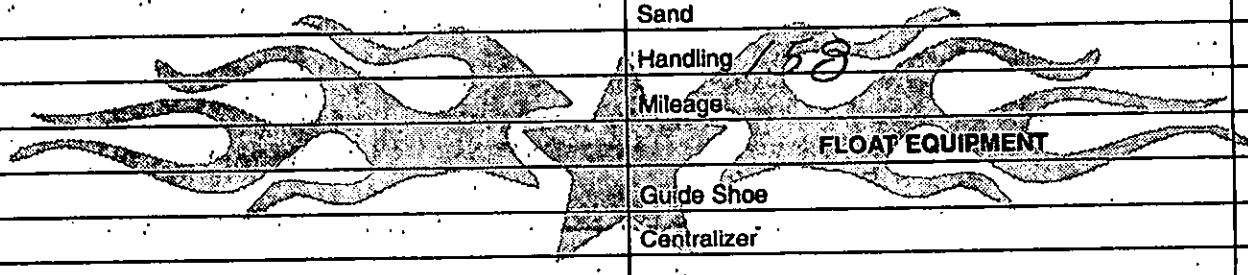 Sand
Handling 158
Mileage
FLOAT EQUIPMENT
Guide Shoe
Centralizer